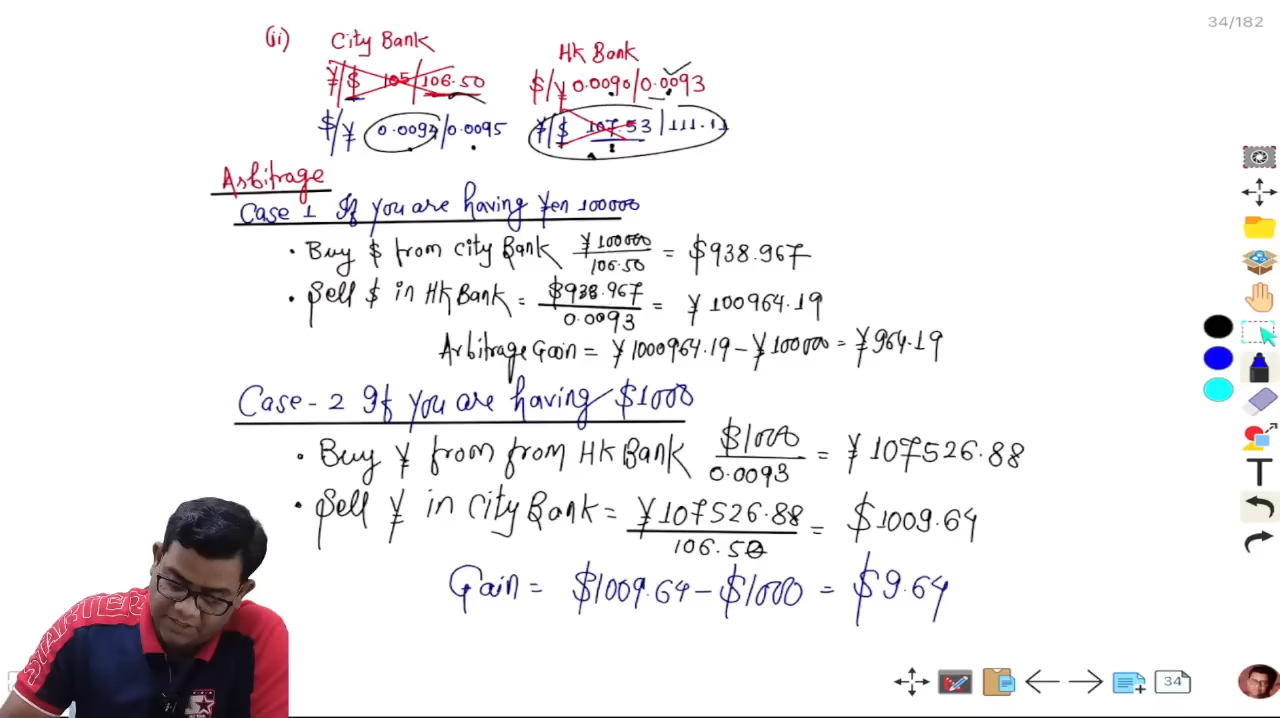 34/182
(ii) City Bank HK Bank
¥/$ 105/106.50 $/¥ 0.0090/0.0093
$/¥ 0.0094/0.0095 ¥/$ 107.53/111.11
Arbitrage
Case 1 If you are having Yen 100000
• Buy $ from City Bank ¥100000/106.50 = $938.967
• Sell $ in HK Bank = $938.967/0.0093 = ¥100964.19
Arbitrage Gain = ¥1000964.19 - ¥100000 = ¥964.19
Case - 2 If you are having $1000
• Buy ¥ from from HK Bank $1000/0.0093 = ¥107526.88
• Sell ¥ in City Bank = ¥107526.88/106.50 = $1009.64
Gain = $1009.64 - $1000 = $9.64
STARTER
T
34